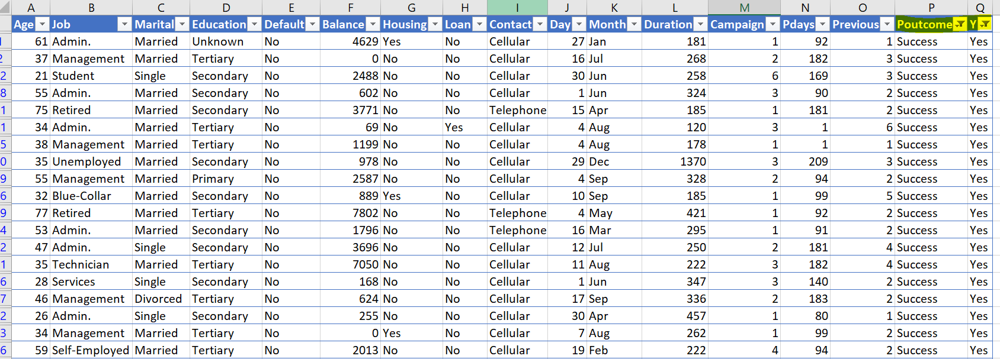 A B C D E F G H I J K L M N O P Q
Age Job Marital Education Default Balance Housing Loan Contact Day Month Duration Campaign Pdays Previous Poutcome Y
1 61 Admin. Married Unknown No 4629 Yes No Cellular 27 Jan 181 1 92 1 Success Yes
2 37 Management Married Tertiary No 0 No No Cellular 16 Jul 268 2 182 3 Success Yes
2 21 Student Single Secondary No 2488 No No Cellular 30 Jun 258 6 169 3 Success Yes
8 55 Admin. Married Secondary No 602 No No Cellular 1 Jun 324 3 90 2 Success Yes
1 75 Retired Married Secondary No 3771 No No Telephone 15 Apr 185 1 181 2 Success Yes
1 34 Admin. Married Tertiary No 69 No Yes Cellular 4 Aug 120 3 1 6 Success Yes
5 38 Management Married Tertiary No 1199 No No Cellular 4 Aug 178 1 1 1 Success Yes
0 35 Unemployed Married Secondary No 978 No No Cellular 29 Dec 1370 3 209 3 Success Yes
9 55 Management Married Primary No 2587 No No Cellular 4 Sep 328 2 94 2 Success Yes
6 32 Blue-Collar Married Secondary No 889 Yes No Cellular 10 Sep 185 1 99 5 Success Yes
9 77 Retired Married Tertiary No 7802 No No Telephone 4 May 421 1 92 2 Success Yes
4 53 Admin. Married Secondary No 1796 No No Telephone 16 Mar 295 1 91 2 Success Yes
2 47 Admin. Single Secondary No 3696 No No Cellular 12 Jul 250 2 181 4 Success Yes
1 35 Technician Married Tertiary No 7050 No No Cellular 11 Aug 222 3 182 4 Success Yes
6 28 Services Single Secondary No 168 No No Cellular 1 Jun 347 3 140 2 Success Yes
7 46 Management Divorced Tertiary No 624 No No Cellular 17 Sep 336 2 183 2 Success Yes
2 26 Admin. Single Secondary No 255 No No Cellular 30 Apr 457 1 80 1 Success Yes
3 34 Management Married Tertiary No 0 Yes No Cellular 7 Aug 262 1 99 2 Success Yes
6 59 Self-Employed Married Tertiary No 2013 No No Cellular 19 Feb 222 4 94 2 Success Yes